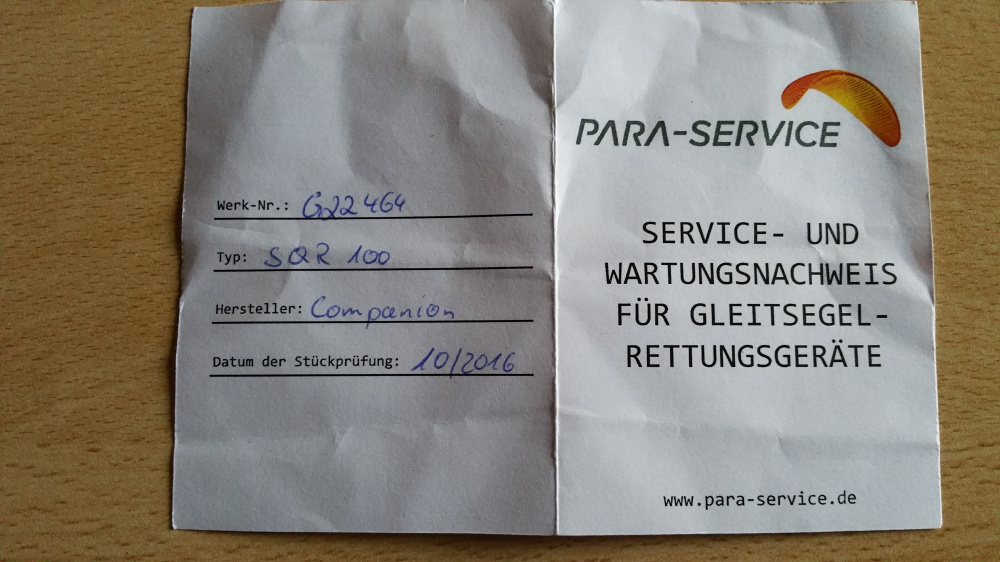 Werk-Nr.: G22464
Typ: SQR 100
Hersteller: Companion
Datum der Stückprüfung: 10/2016
PARA-SERVICE
SERVICE- UND
WARTUNGSNACHWEIS
FÜR GLEITSEGEL-
RETTUNGSGERÄTE
www.para-service.de